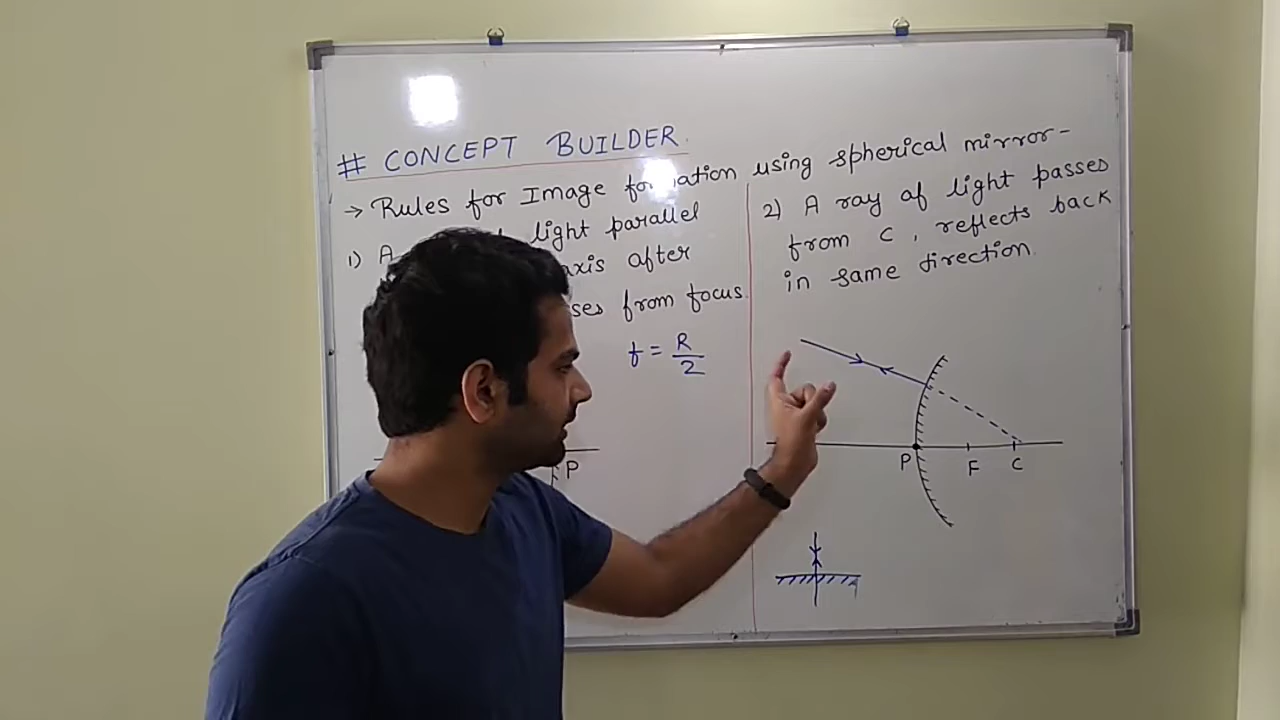 # CONCEPT BUILDER
→ Rules for Image for ation using spherical mirror-
1) A light parallel
axis after
ses from focus.
f = R/2
P
2) A ray of light passes
from C, reflects back
in same direction.
P F C